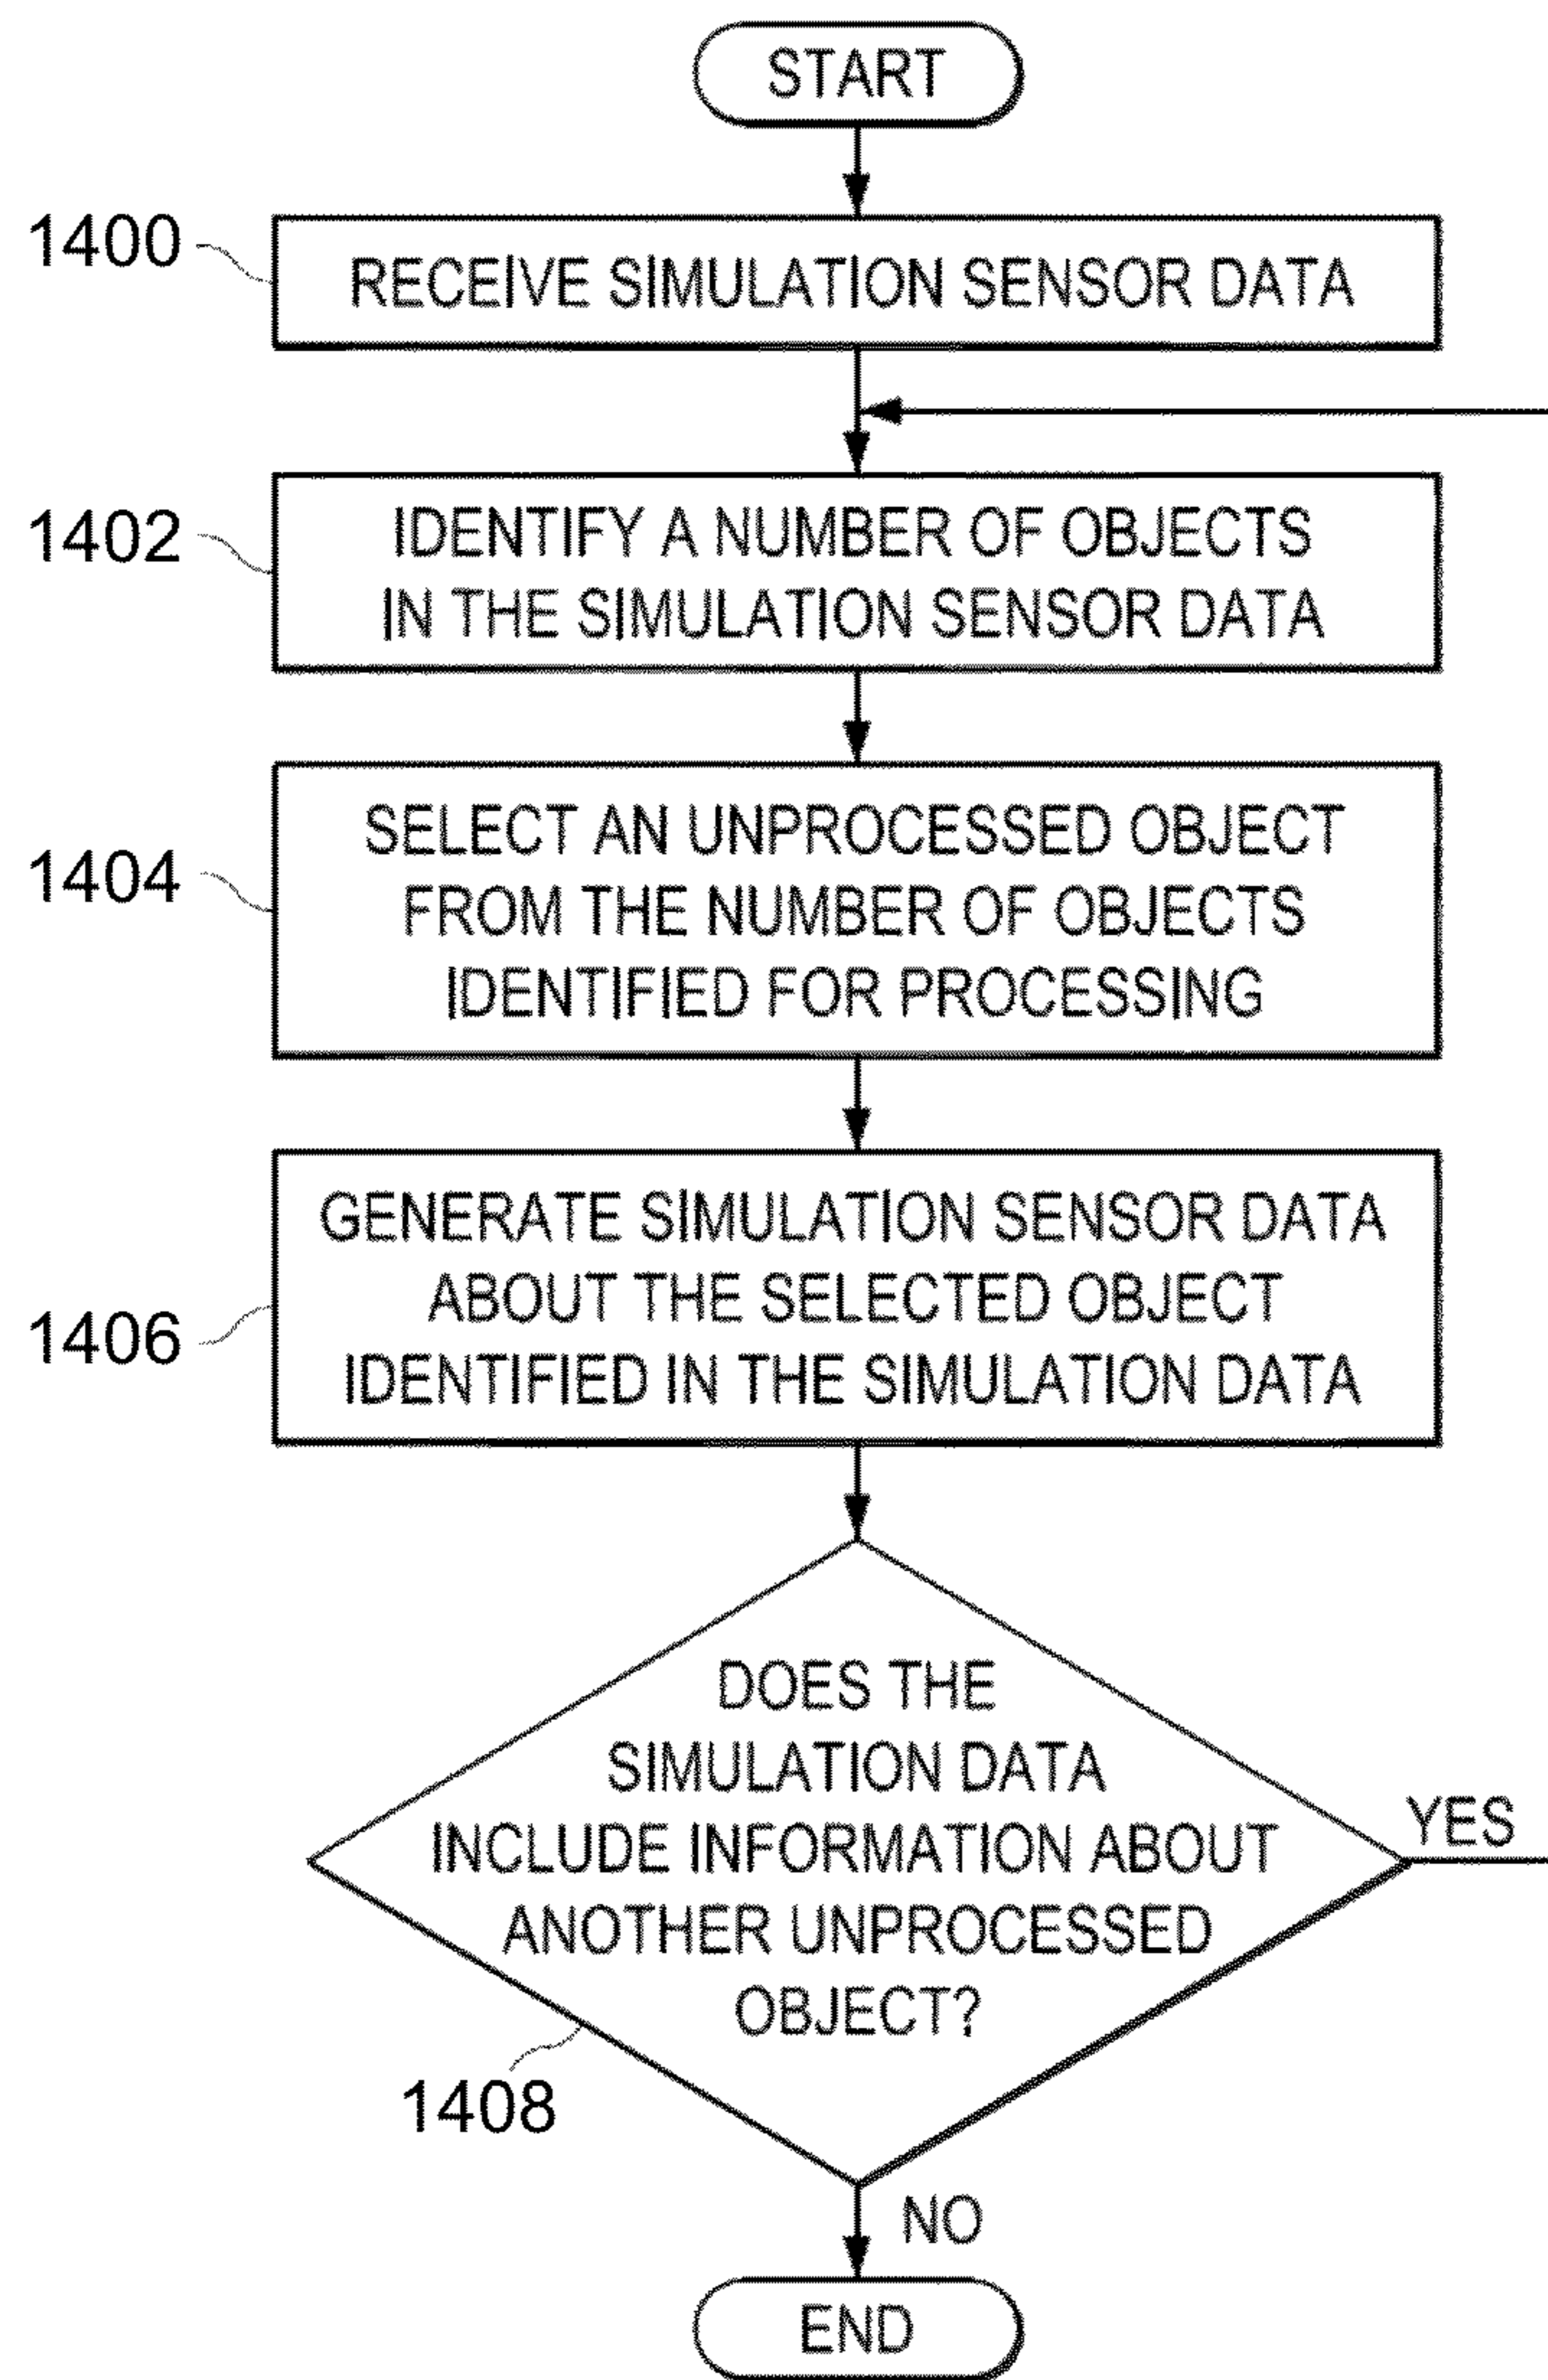 START
1400
RECEIVE SIMULATION SENSOR DATA
1402
IDENTIFY A NUMBER OF OBJECTS
IN THE SIMULATION SENSOR DATA
1404
SELECT AN UNPROCESSED OBJECT
FROM THE NUMBER OF OBJECTS
IDENTIFIED FOR PROCESSING
1406
GENERATE SIMULATION SENSOR DATA
ABOUT THE SELECTED OBJECT
IDENTIFIED IN THE SIMULATION DATA
DOES THE
SIMULATION DATA
INCLUDE INFORMATION ABOUT
ANOTHER UNPROCESSED
OBJECT?
YES
1408
NO
END